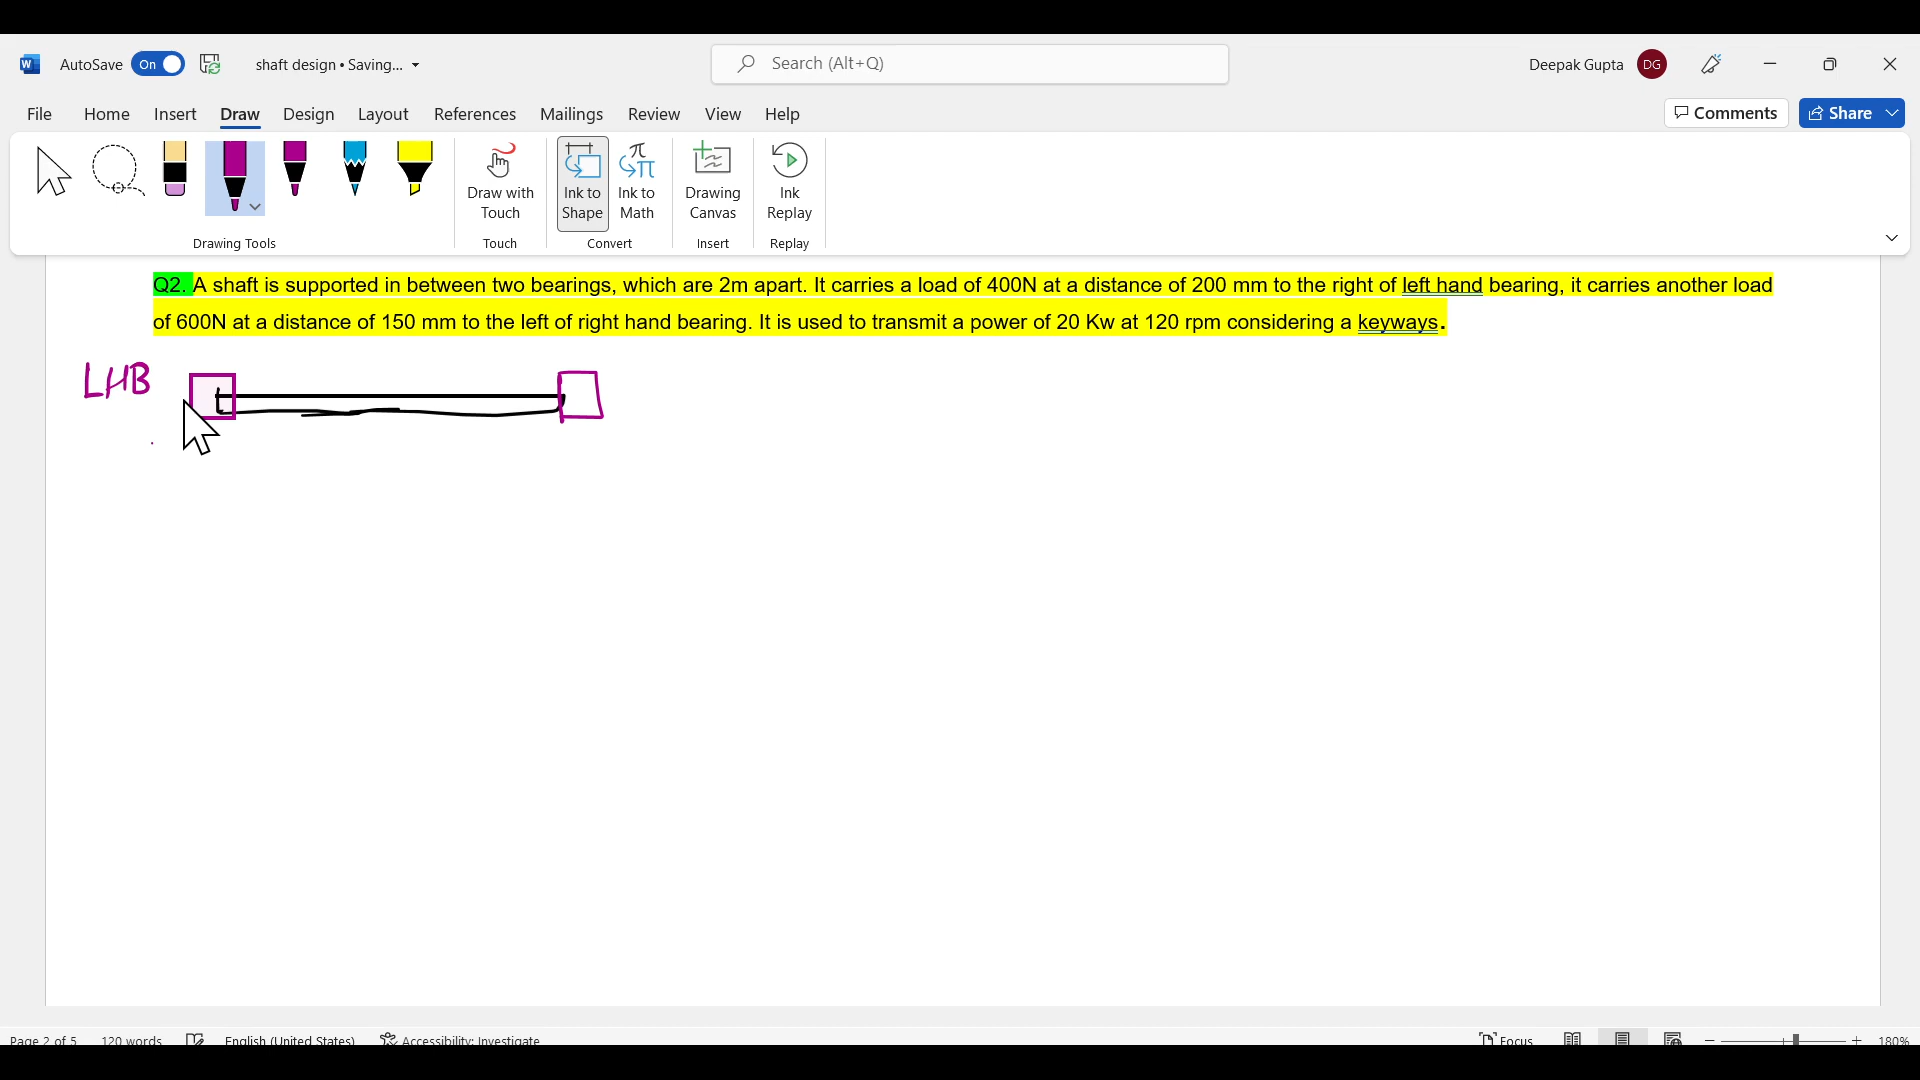 AutoSave On shaft design • Saving... Search (Alt+Q) Deepak Gupta DG
File Home Insert Draw Design Layout References Mailings Review View Help Comments Share
Draw with Touch
Ink to Shape
Ink to Math
Drawing Canvas
Ink Replay
Drawing Tools Touch Convert Insert Replay
Q2. A shaft is supported in between two bearings, which are 2m apart. It carries a load of 400N at a distance of 200 mm to the right of left hand bearing, it carries another load
of 600N at a distance of 150 mm to the left of right hand bearing. It is used to transmit a power of 20 Kw at 120 rpm considering a keyways.
LHB
Page 2 of 5 120 words English (United States) Accessibility: Investigate Focus 180%